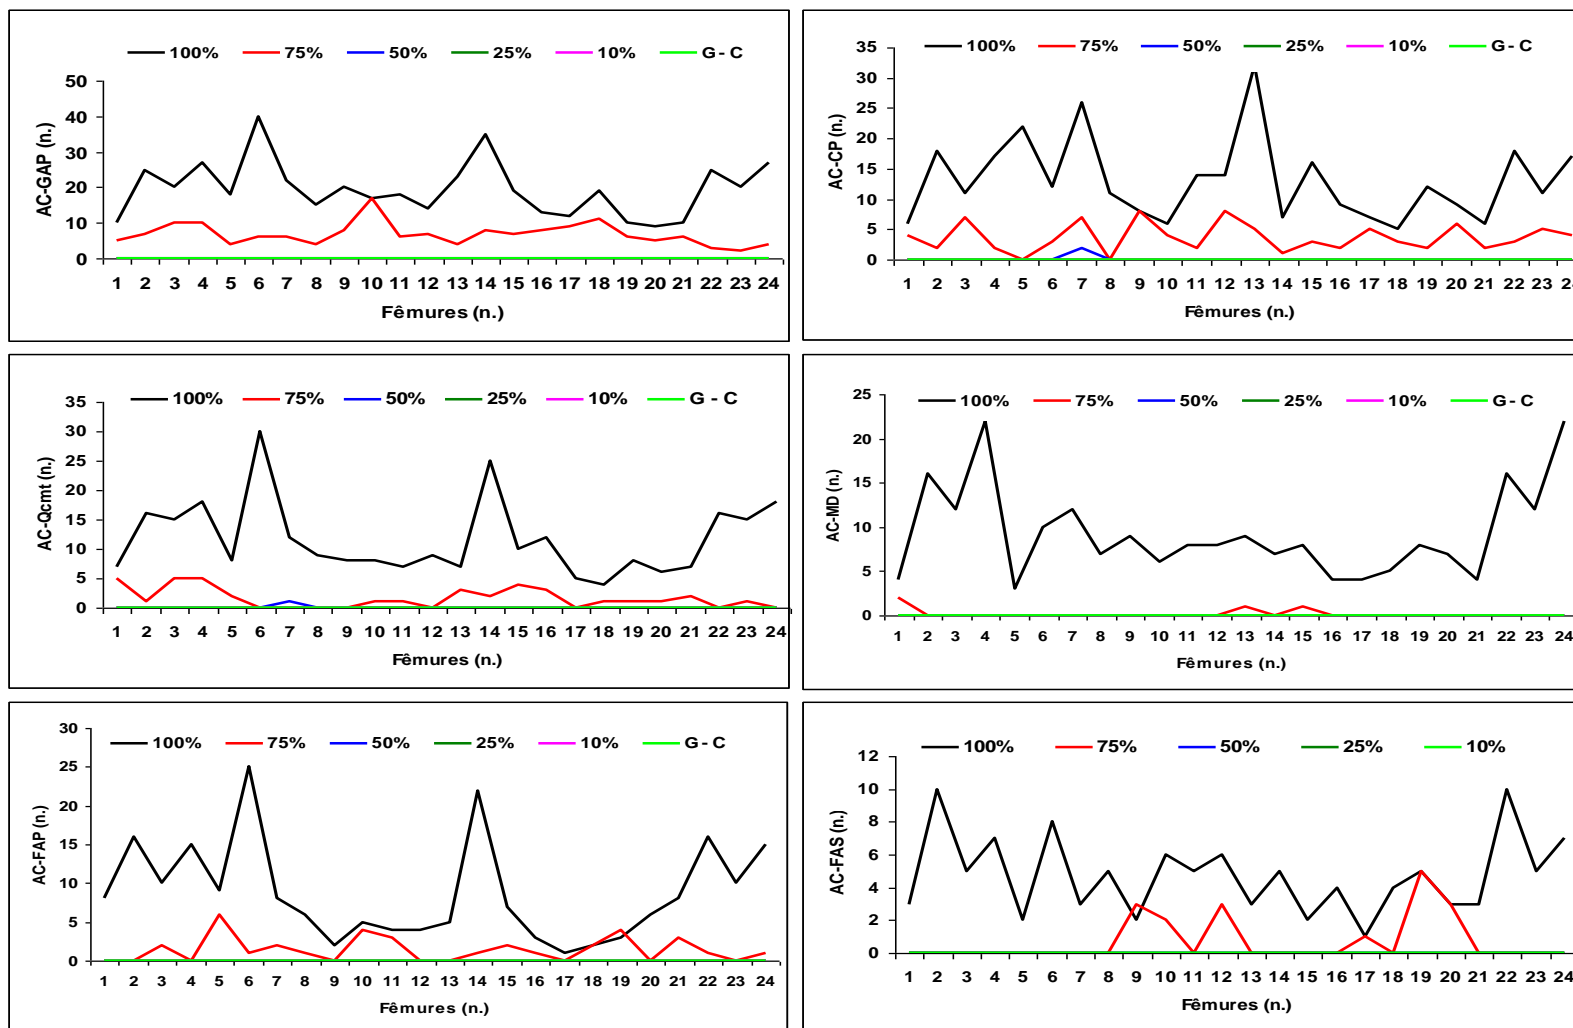 100% 75% 50% 25% 10% G - C
AC-GAP (n.)
50
40
30
20
10
0
1 2 3 4 5 6 7 8 9 10 11 12 13 14 15 16 17 18 19 20 21 22 23 24
Fêmures (n.)
100% 75% 50% 25% 10% G - C
AC-CP (n.)
35
30
25
20
15
10
5
0
1 2 3 4 5 6 7 8 9 10 11 12 13 14 15 16 17 18 19 20 21 22 23 24
Fêmures (n.)
100% 75% 50% 25% 10% G - C
AC-Qcmt (n.)
35
30
25
20
15
10
5
0
1 2 3 4 5 6 7 8 9 10 11 12 13 14 15 16 17 18 19 20 21 22 23 24
Fêmures (n.)
100% 75% 50% 25% 10% G - C
AC-MD (n.)
25
20
15
10
5
0
1 2 3 4 5 6 7 8 9 10 11 12 13 14 15 16 17 18 19 20 21 22 23 24
Fêmures (n.)
100% 75% 50% 25% 10% G - C
AC-FAP (n.)
30
25
20
15
10
5
0
1 2 3 4 5 6 7 8 9 10 11 12 13 14 15 16 17 18 19 20 21 22 23 24
Fêmures (n.)
100% 75% 50% 25% 10%
AC-FAS (n.)
12
10
8
6
4
2
0
1 2 3 4 5 6 7 8 9 10 11 12 13 14 15 16 17 18 19 20 21 22 23 24
Fêmures (n.)